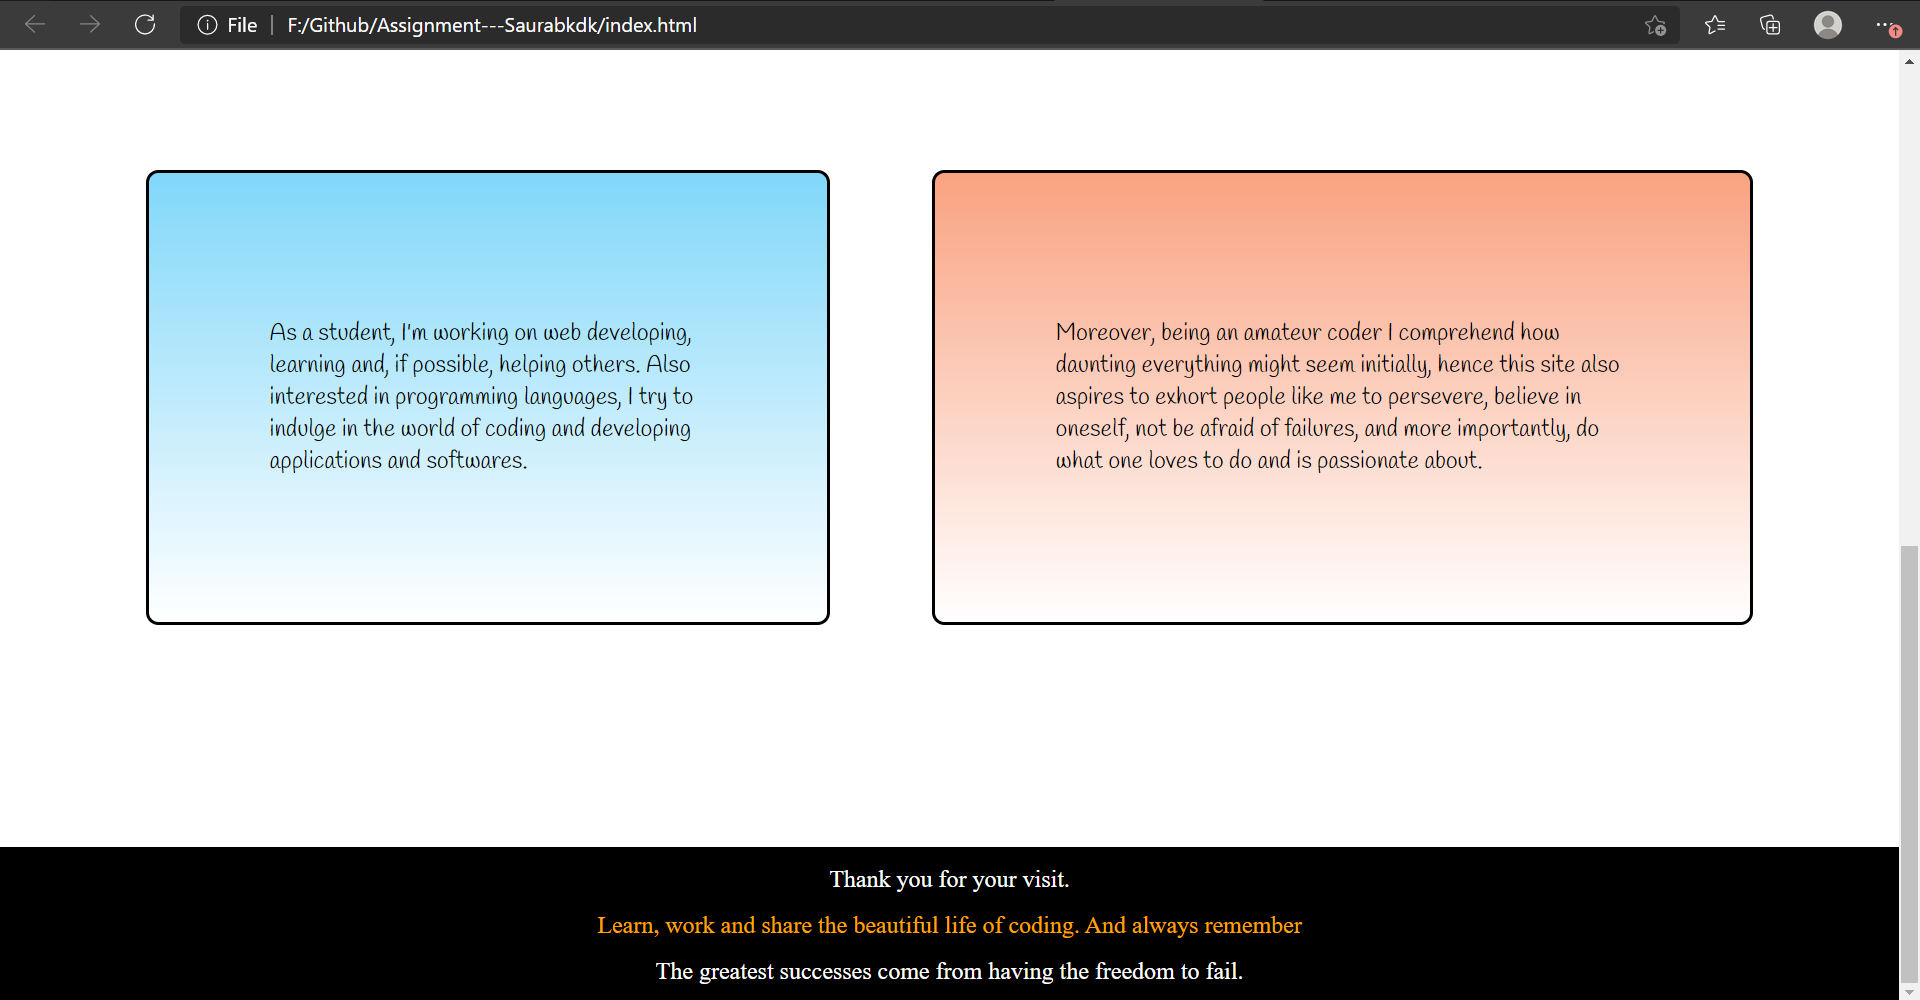 File
F:/Github/Assignment---Saurabkdk/index.html
As a student, I'm working on web developing,
learning and, if possible, helping others. Also
interested in programming languages, I try to
indulge in the world of coding and developing
applications and softwares.
Moreover, being an amateur coder I comprehend how
daunting everything might seem initially, hence this site also
aspires to exhort people like me to persevere, believe in
oneself, not be afraid of failures, and more importantly, do
what one loves to do and is passionate about.
Thank you for your visit.
Learn, work and share the beautiful life of coding. And always remember
The greatest successes come from having the freedom to fail.